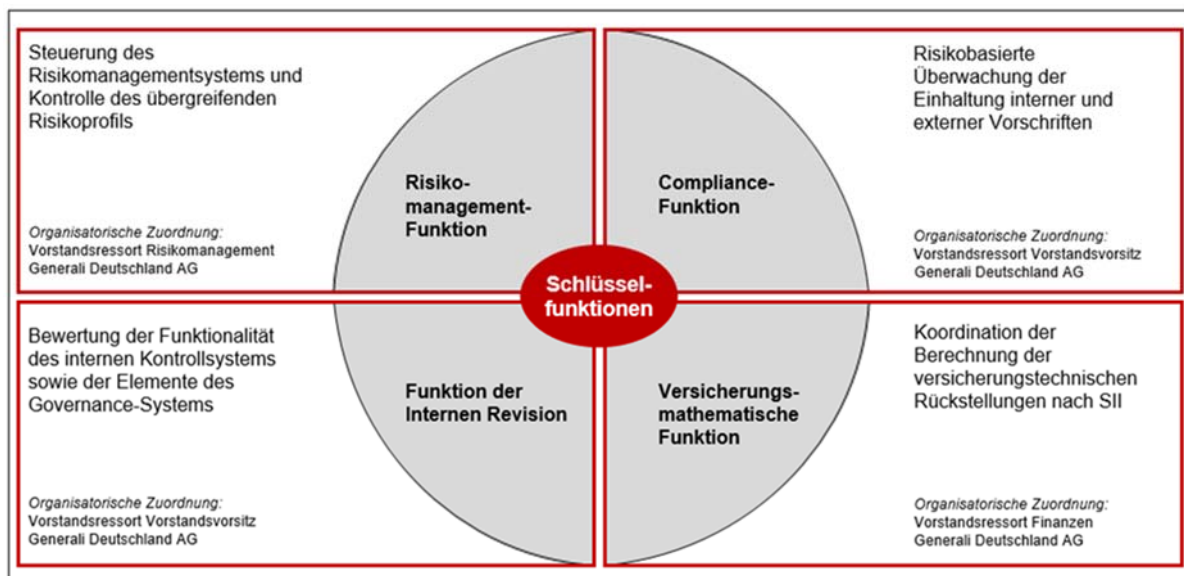 Steuerung des
Risikomanagementsystems und
Kontrolle des übergreifenden
Risikoprofils
Organisatorische Zuordnung:
Vorstandsressort Risikomanagement
Generali Deutschland AG
Risiko-
management-
Funktion
Compliance-
Funktion
Risikobasierte
Überwachung der
Einhaltung interner und
externer Vorschriften
Organisatorische Zuordnung:
Vorstandsressort Vorstandsvorsitz
Generali Deutschland AG
Schlüssel-
funktionen
Bewertung der Funktionalität
des internen Kontrollsystems
sowie der Elemente des
Governance-Systems
Organisatorische Zuordnung:
Vorstandsressort Vorstandsvorsitz
Generali Deutschland AG
Funktion der
Internen Revision
Versicherungs-
mathematische
Funktion
Koordination der
Berechnung der
versicherungstechnischen
Rückstellungen nach SII
Organisatorische Zuordnung:
Vorstandsressort Finanzen
Generali Deutschland AG